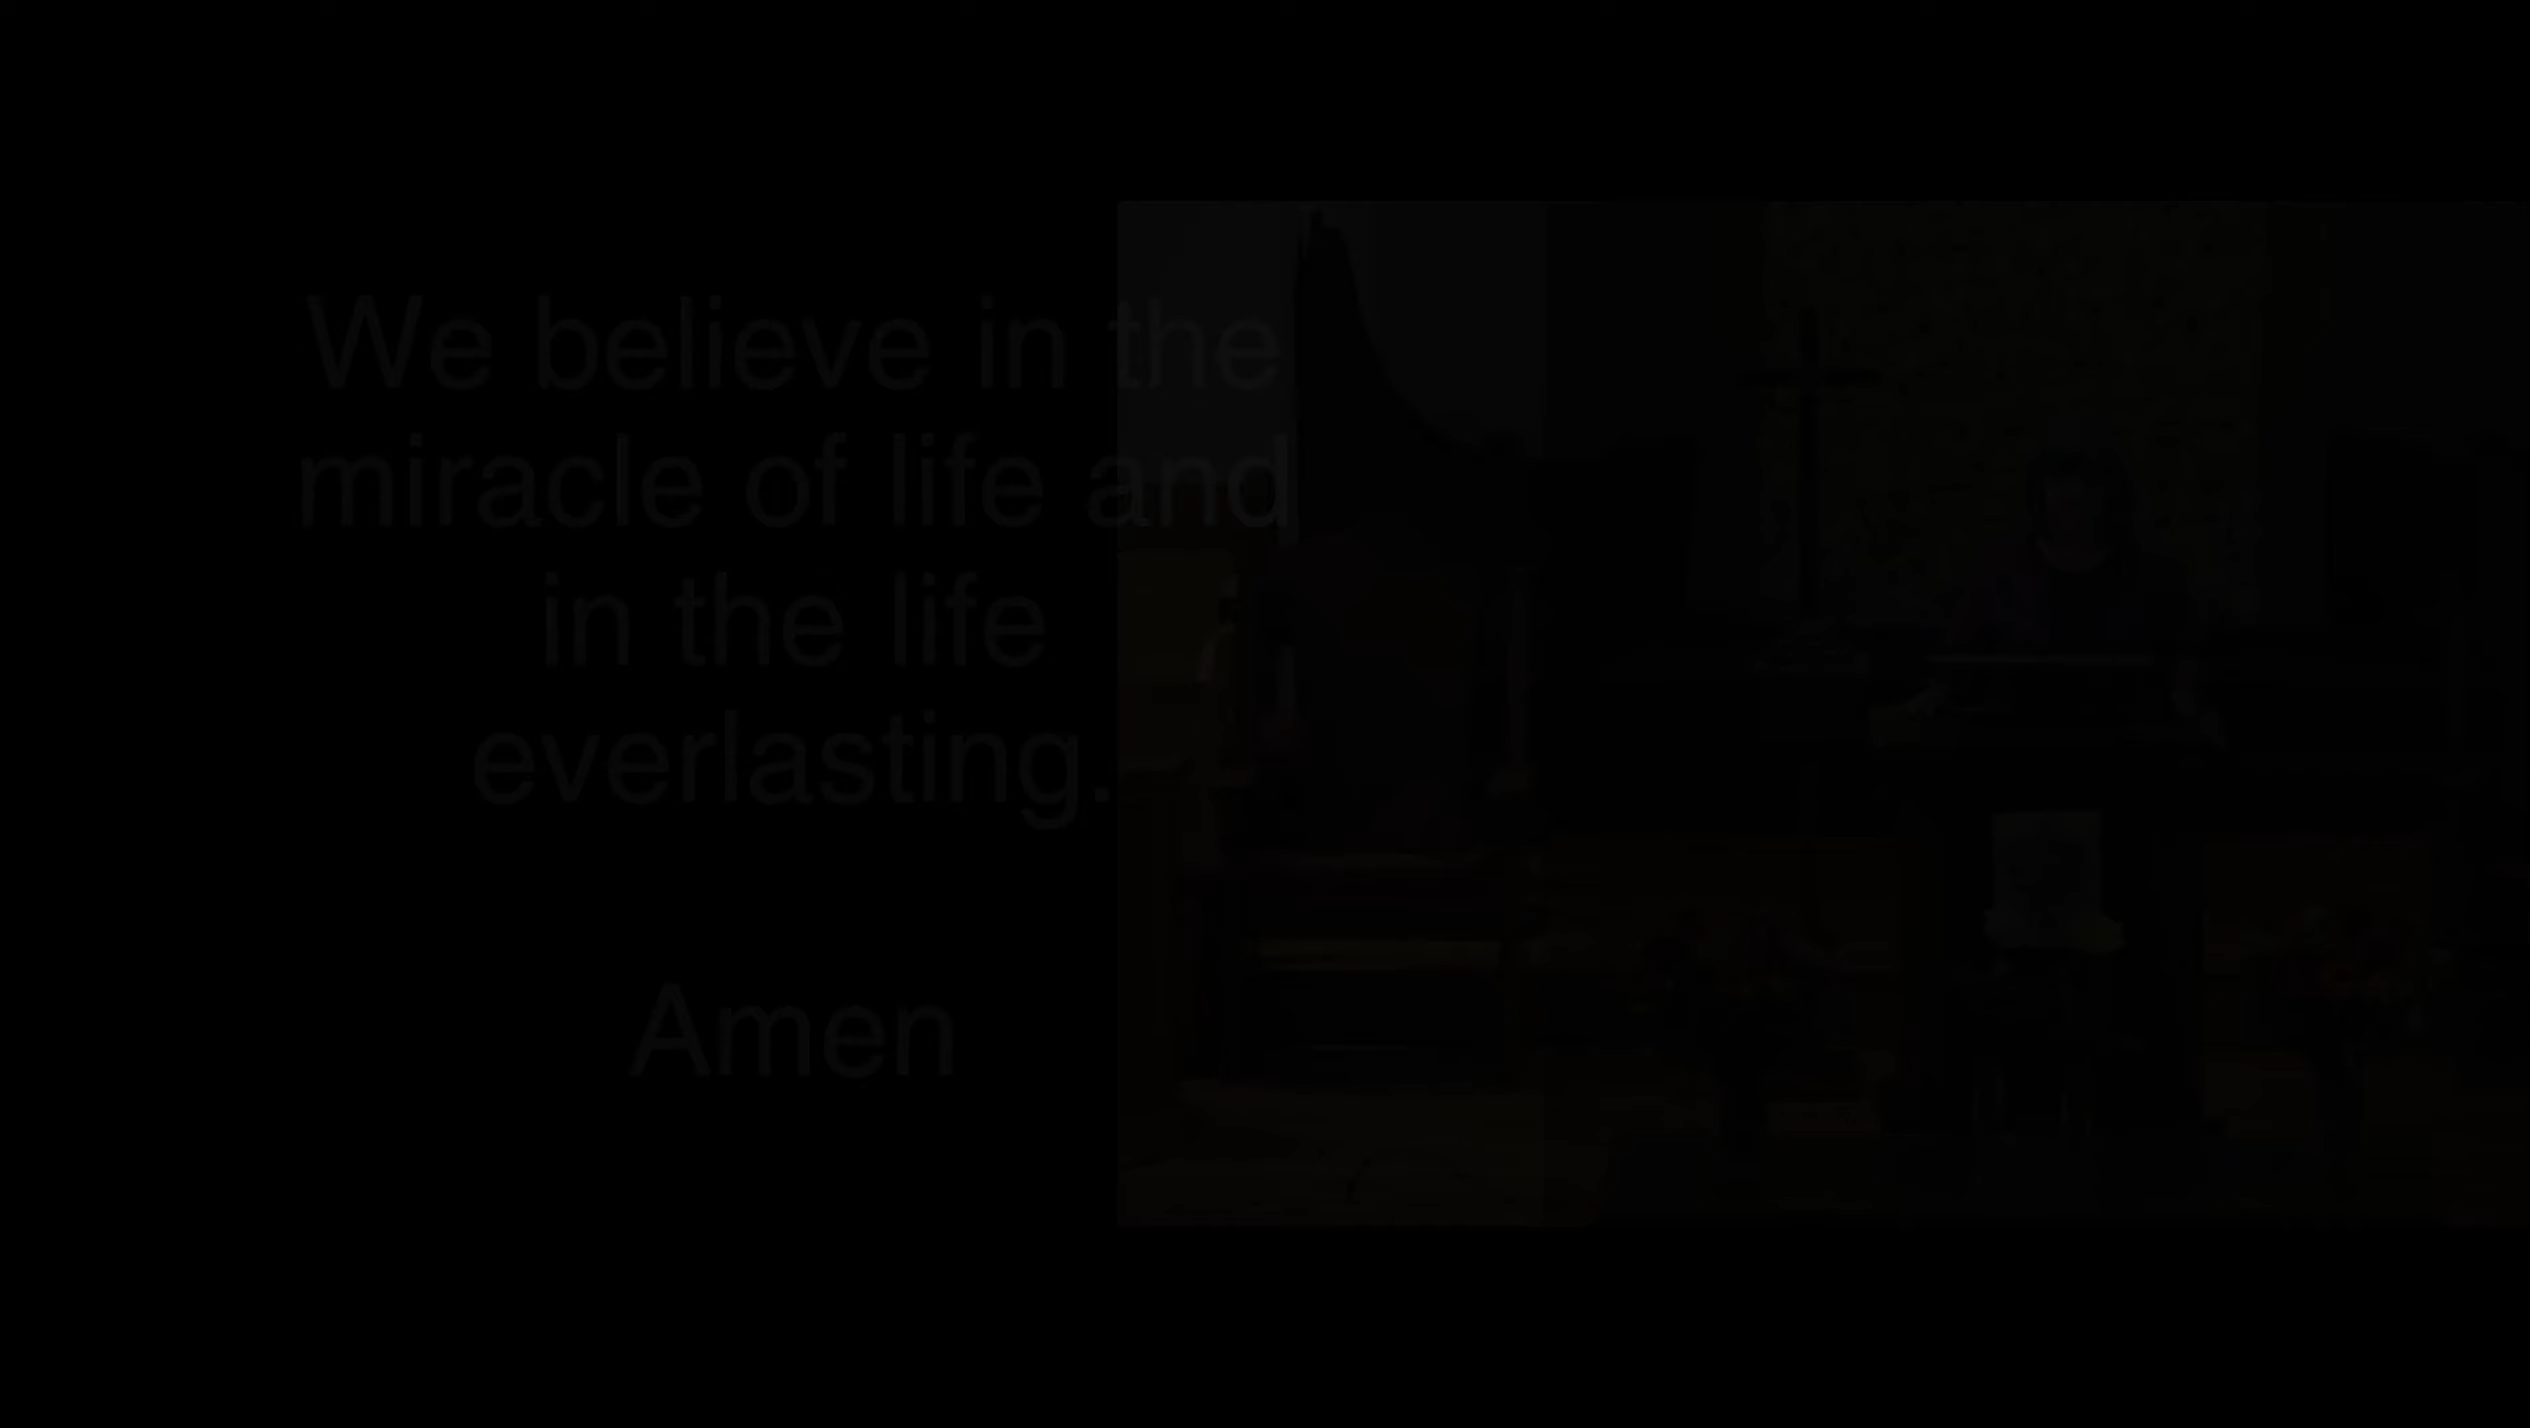 We believe in the
miracle of life and
in the life
everlasting.
Amen